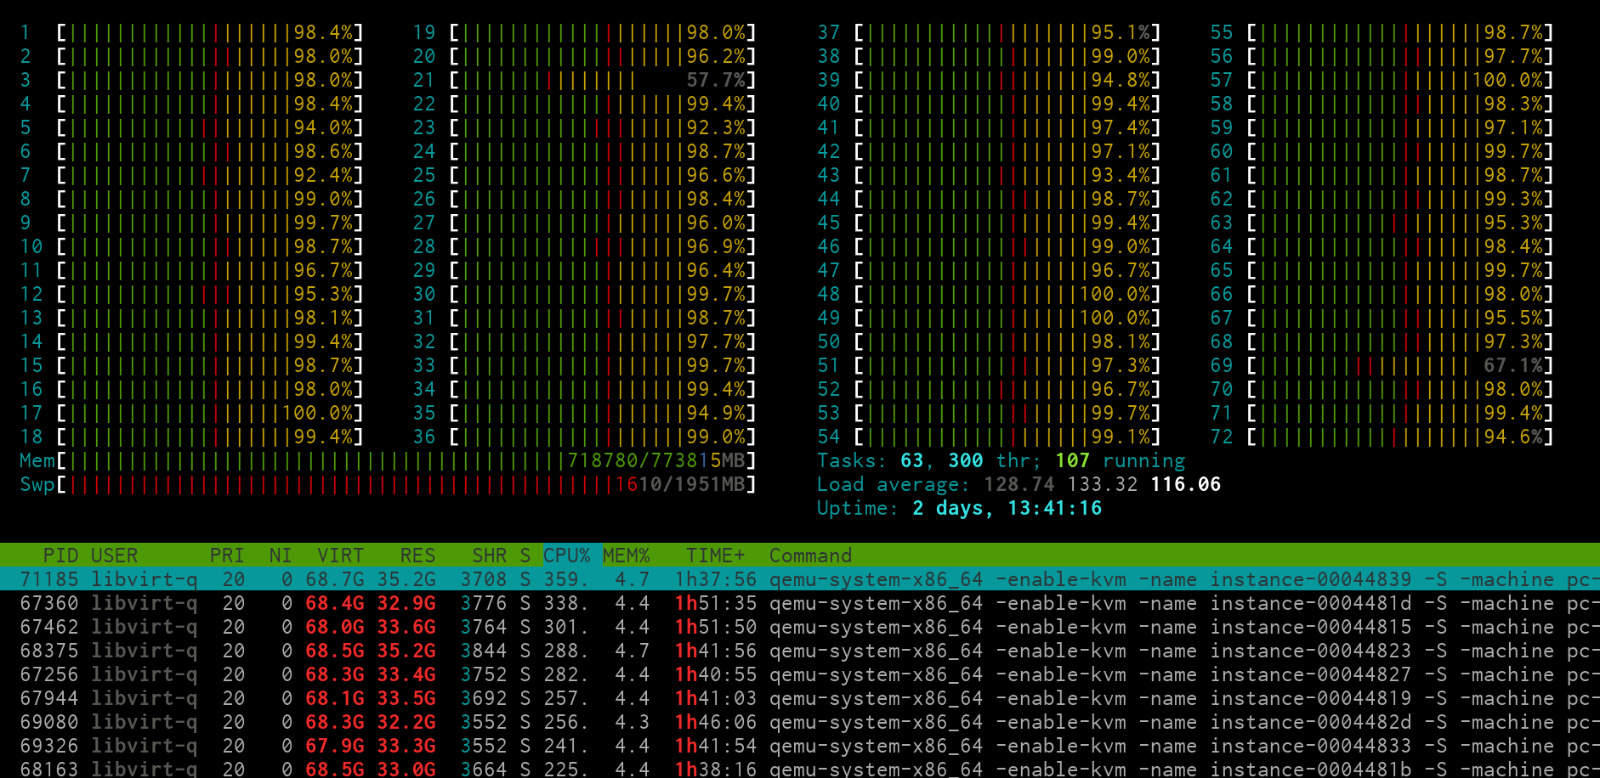 1 [98.4%] 19 [98.0%] 37 [95.1%] 55 [98.7%]
2 [98.0%] 20 [96.2%] 38 [99.0%] 56 [97.7%]
3 [98.0%] 21 [57.7%] 39 [94.8%] 57 [100.0%]
4 [98.4%] 22 [99.4%] 40 [99.4%] 58 [98.3%]
5 [94.0%] 23 [92.3%] 41 [97.4%] 59 [97.1%]
6 [98.6%] 24 [98.7%] 42 [97.1%] 60 [99.7%]
7 [92.4%] 25 [96.6%] 43 [93.4%] 61 [98.7%]
8 [99.0%] 26 [98.4%] 44 [98.7%] 62 [99.3%]
9 [99.7%] 27 [96.0%] 45 [99.4%] 63 [95.3%]
10 [98.7%] 28 [96.9%] 46 [99.0%] 64 [98.4%]
11 [96.7%] 29 [96.4%] 47 [96.7%] 65 [99.7%]
12 [95.3%] 30 [99.7%] 48 [100.0%] 66 [98.0%]
13 [98.1%] 31 [98.7%] 49 [100.0%] 67 [95.5%]
14 [99.4%] 32 [97.7%] 50 [98.1%] 68 [97.3%]
15 [98.7%] 33 [99.7%] 51 [97.3%] 69 [67.1%]
16 [98.0%] 34 [99.4%] 52 [96.7%] 70 [98.0%]
17 [100.0%] 35 [94.9%] 53 [99.7%] 71 [99.4%]
18 [99.4%] 36 [99.0%] 54 [99.1%] 72 [94.6%]
Mem[718780/773815MB] Tasks: 63, 300 thr; 107 running
Swp[1610/1951MB] Load average: 128.74 133.32 116.06
Uptime: 2 days, 13:41:16
PID USER PRI NI VIRT RES SHR S CPU% MEM% TIME+ Command
71185 libvirt-q 20 0 68.7G 35.2G 3708 S 359. 4.7 1h37:56 qemu-system-x86_64 -enable-kvm -name instance-00044839 -S -machine pc-
67360 libvirt-q 20 0 68.4G 32.9G 3776 S 338. 4.4 1h51:35 qemu-system-x86_64 -enable-kvm -name instance-0004481d -S -machine pc-
67462 libvirt-q 20 0 68.0G 33.6G 3764 S 301. 4.4 1h51:50 qemu-system-x86_64 -enable-kvm -name instance-00044815 -S -machine pc-
68375 libvirt-q 20 0 68.5G 35.2G 3844 S 288. 4.7 1h41:56 qemu-system-x86_64 -enable-kvm -name instance-00044823 -S -machine pc-
67256 libvirt-q 20 0 68.3G 33.4G 3752 S 282. 4.4 1h40:55 qemu-system-x86_64 -enable-kvm -name instance-00044827 -S -machine pc-
67944 libvirt-q 20 0 68.1G 33.5G 3692 S 257. 4.4 1h41:03 qemu-system-x86_64 -enable-kvm -name instance-00044819 -S -machine pc-
69080 libvirt-q 20 0 68.3G 32.2G 3552 S 256. 4.3 1h46:06 qemu-system-x86_64 -enable-kvm -name instance-0004482d -S -machine pc-
69326 libvirt-q 20 0 67.9G 33.3G 3552 S 241. 4.4 1h41:54 qemu-system-x86_64 -enable-kvm -name instance-00044833 -S -machine pc-
68163 libvirt-q 20 0 68.5G 33.0G 3664 S 225. 4.4 1h38:16 qemu-system-x86_64 -enable-kvm -name instance-0004481b -S -machine pc-